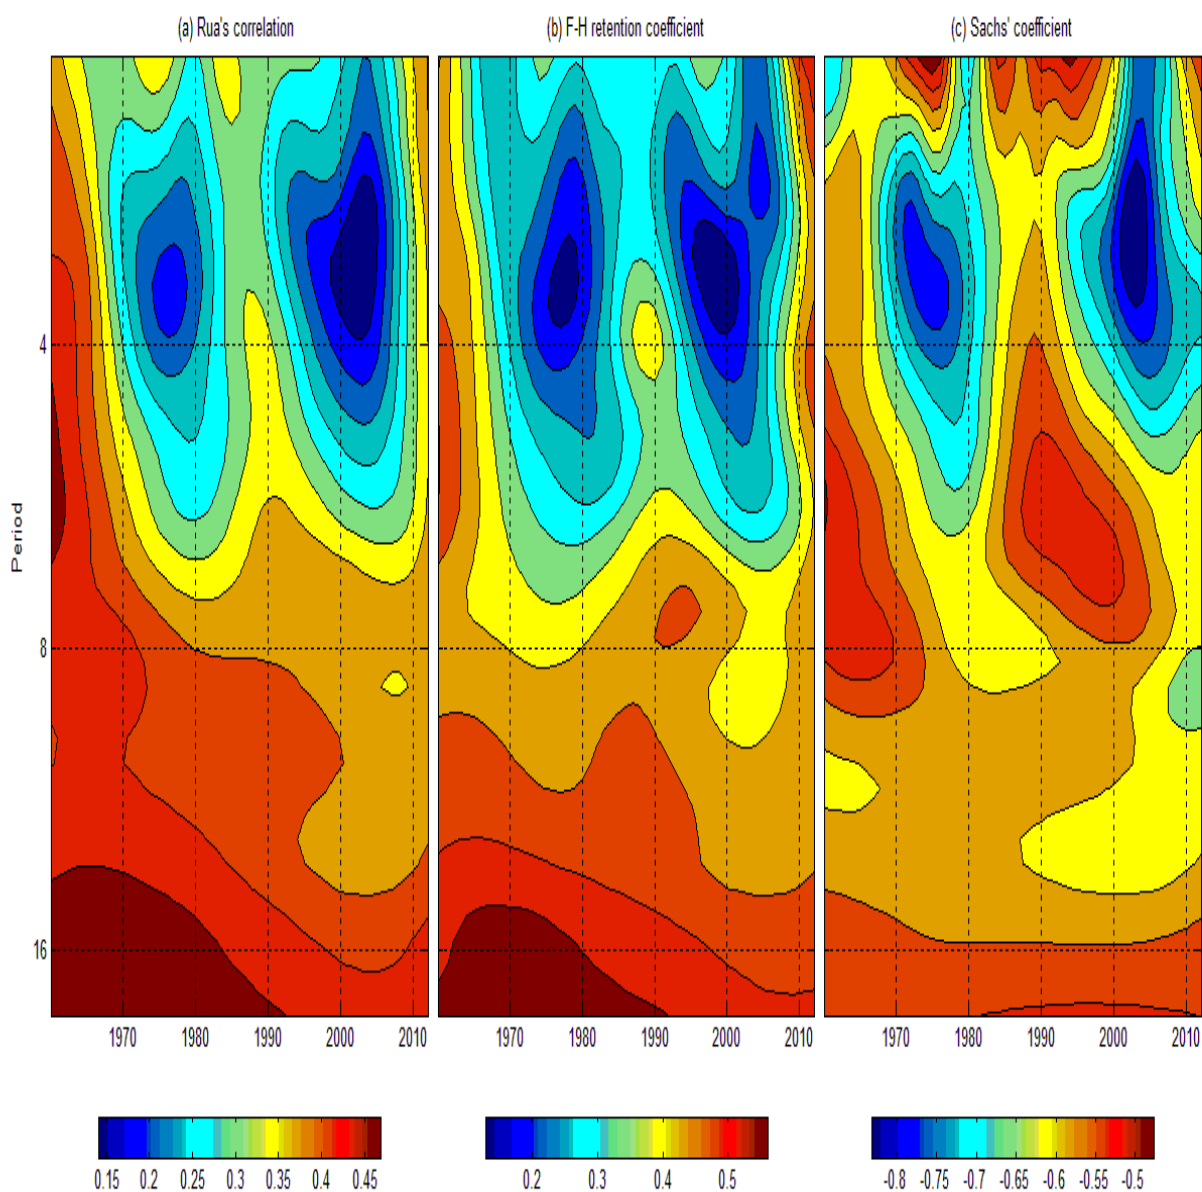 (a) Rua's correlation (b) F-H retention coefficient (c) Sachs' coefficient
4
Period
8
16
1970 1980 1990 2000 2010 1970 1980 1990 2000 2010 1970 1980 1990 2000 2010
0.15 0.2 0.25 0.3 0.35 0.4 0.45 0.2 0.3 0.4 0.5 -0.8 -0.75 -0.7 -0.65 -0.6 -0.55 -0.5